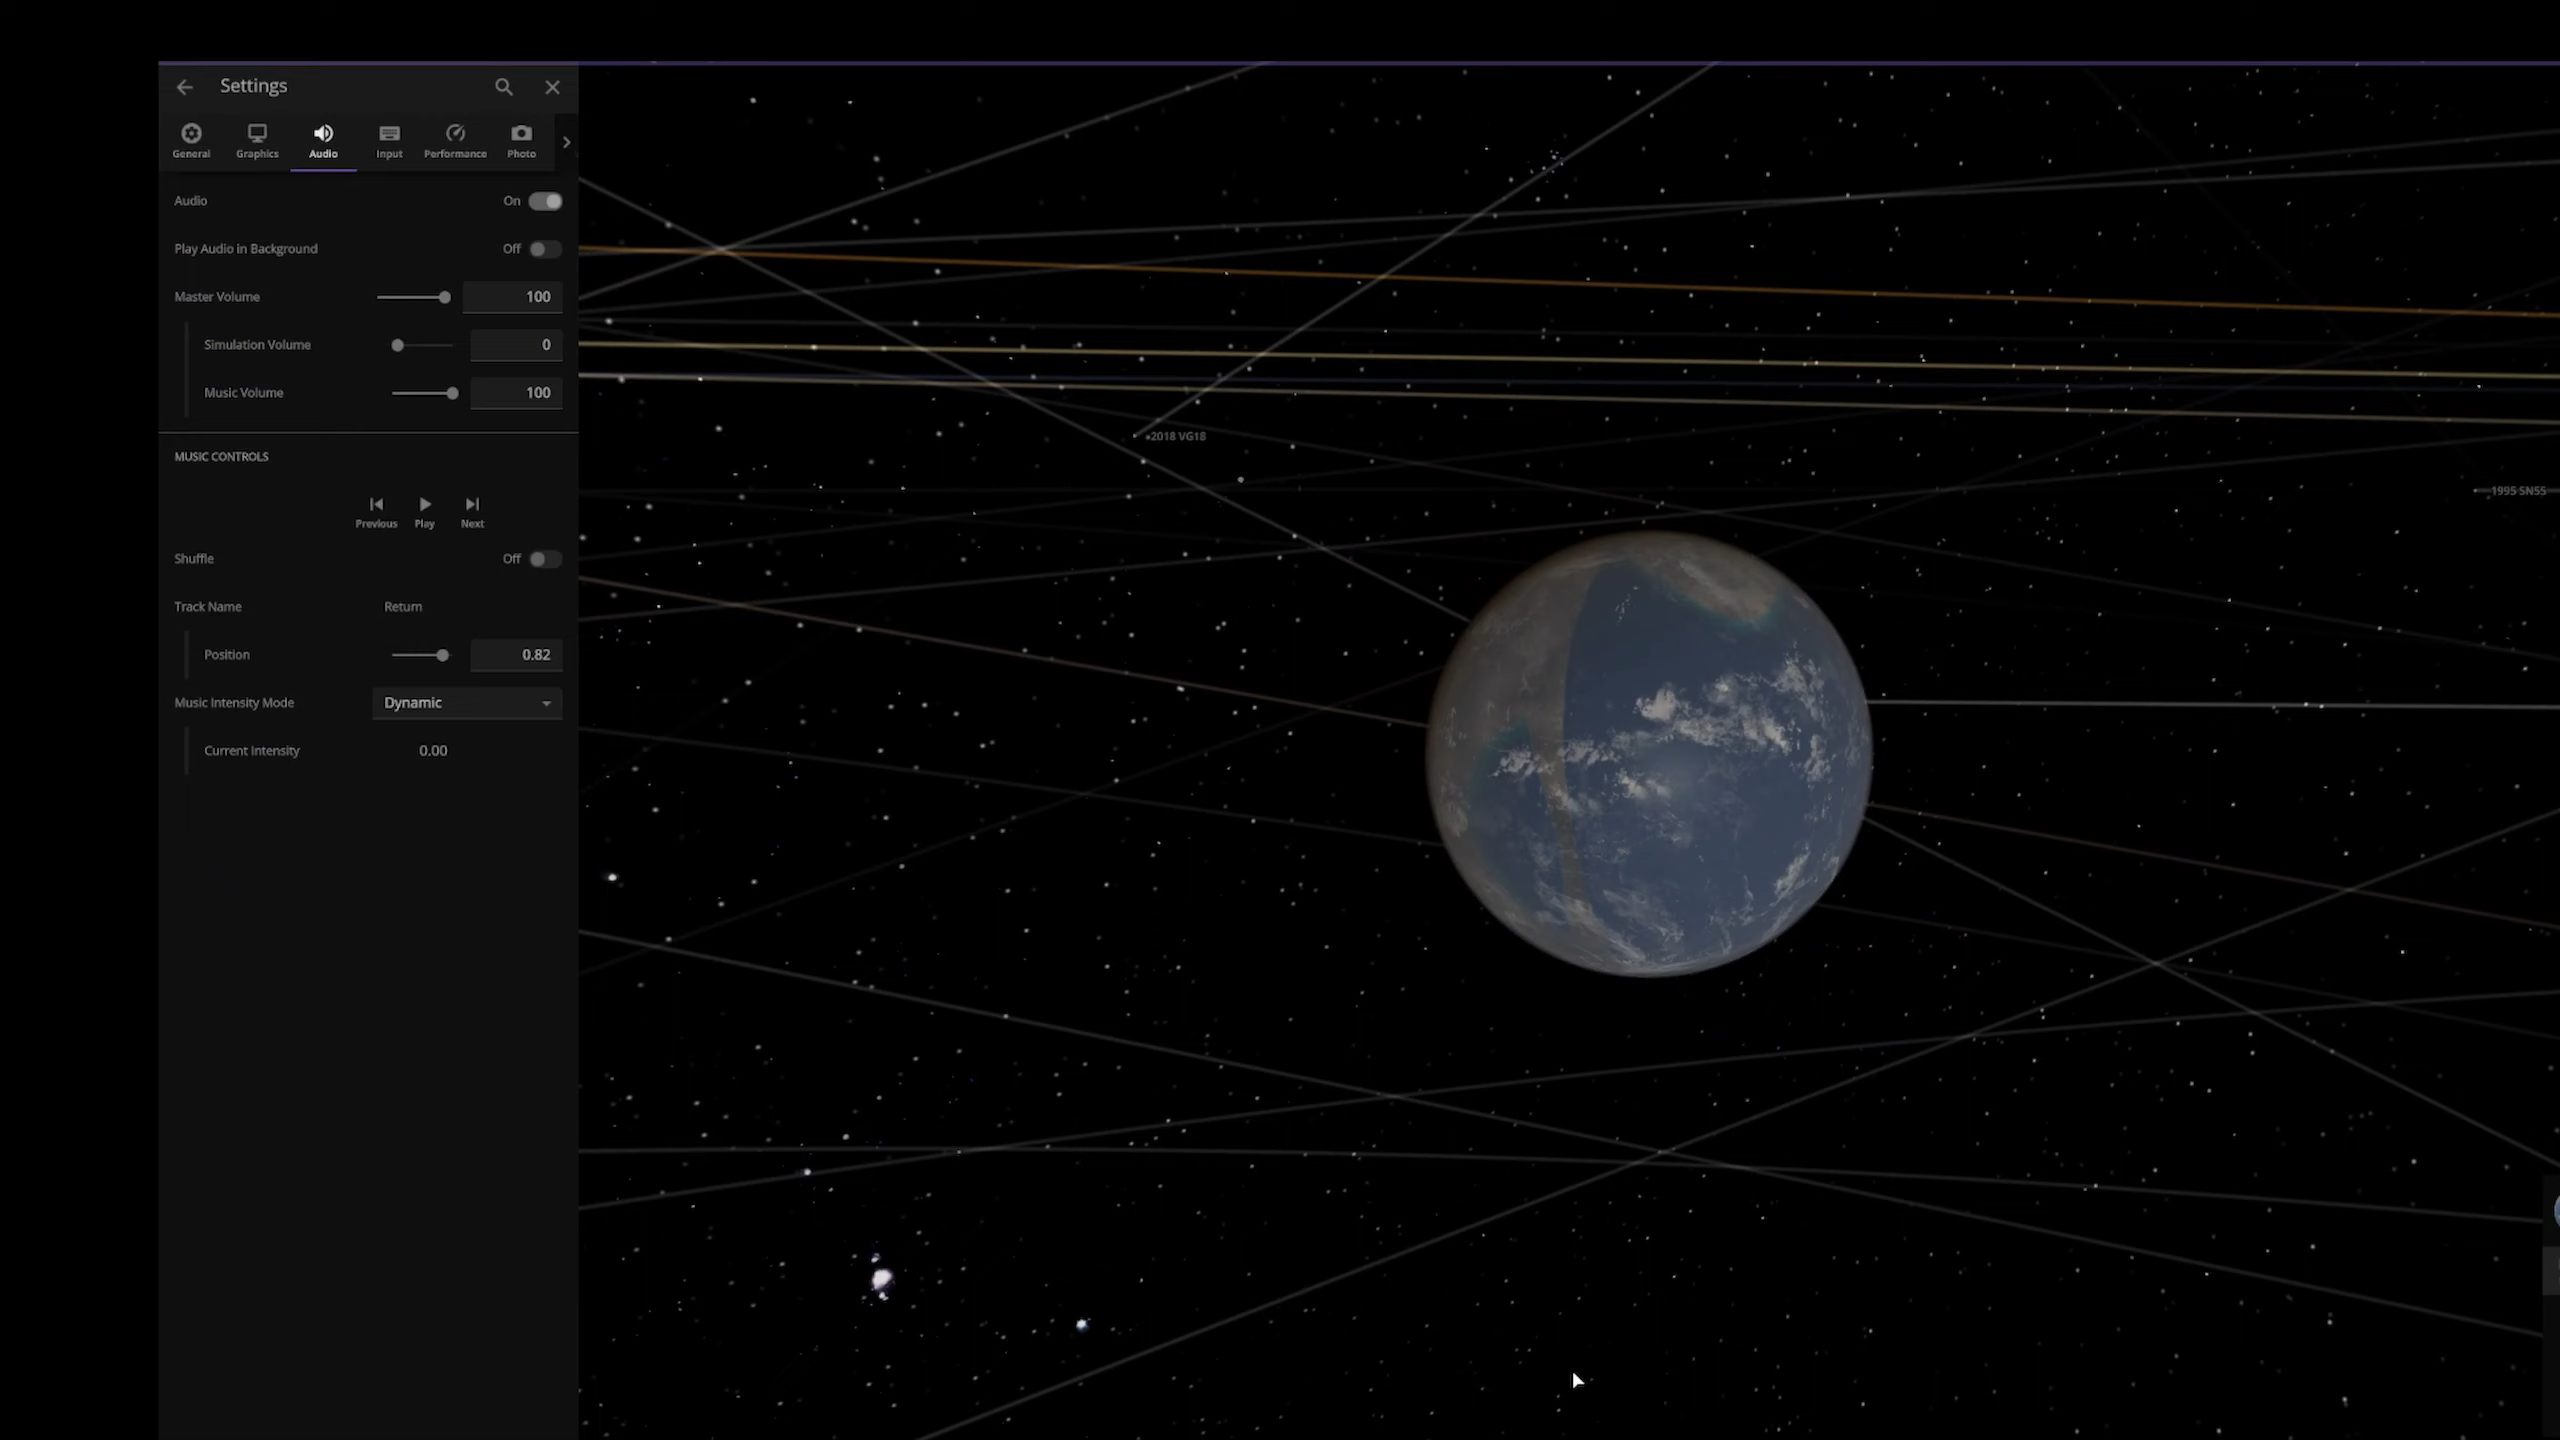 Settings
General Graphics Audio Input Performance Photo
Audio On
Play Audio in Background Off
Master Volume 100
Simulation Volume 0
Music Volume 100
MUSIC CONTROLS
Previous Play Next
Shuffle Off
Track Name Return
Position 0.82
Music Intensity Mode Dynamic
Current Intensity 0.00
2018 VG18
1995 SN55